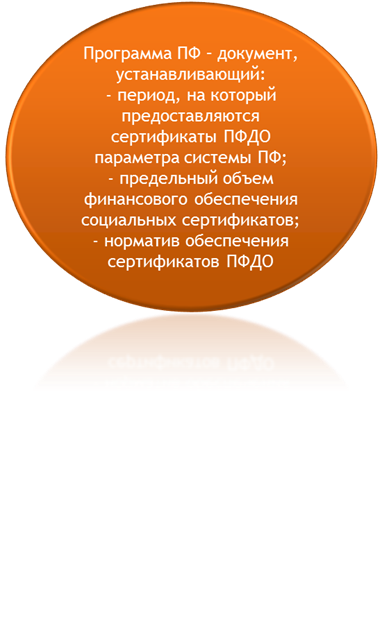 Программа ПФ – документ,
устанавливающий:
- период, на который
предоставляются
сертификаты ПФДО
параметра системы ПФ;
- предельный объем
финансового обеспечения
социальных сертификатов;
- норматив обеспечения
сертификатов ПФДО